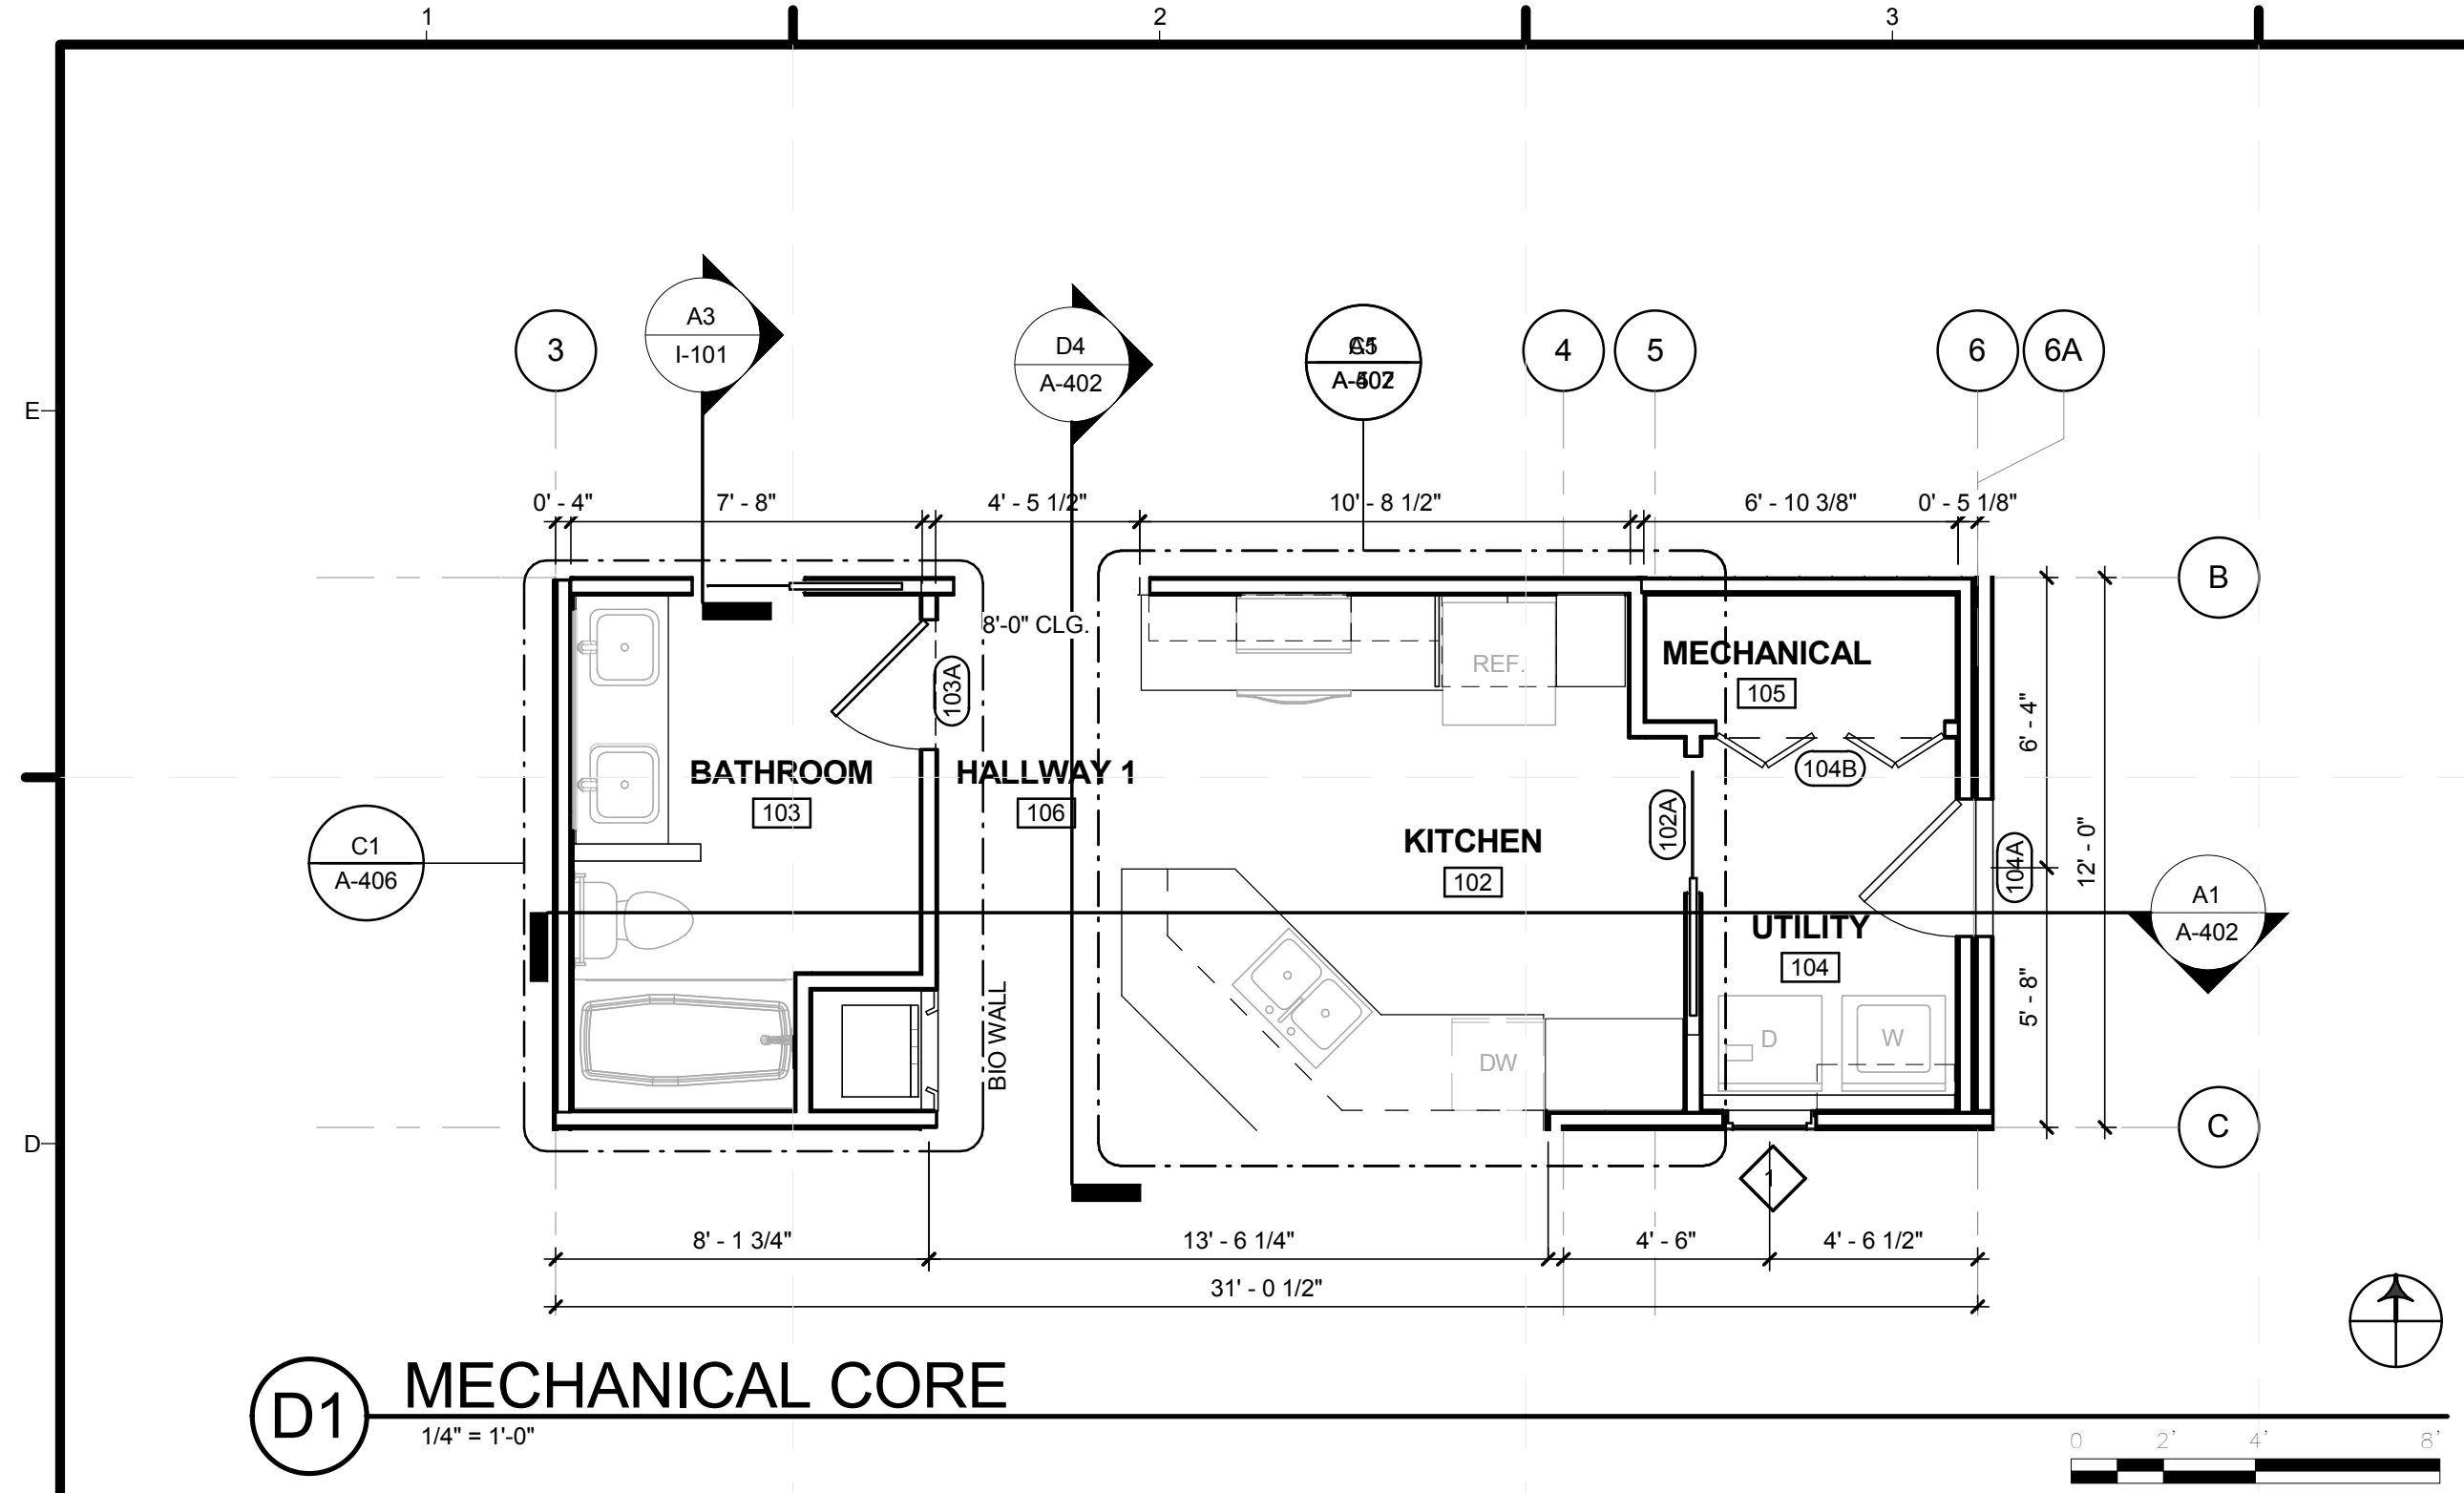 1 2 3
E
D
3
A3
I-101
D4
A-402
4
5
6
6A
0' - 4" 7' - 8" 4' - 5 1/2" 10' - 8 1/2" 6' - 10 3/8" 0' - 5 1/8"
B
8'-0" CLG.
REF.
MECHANICAL
105
103A
6' - 4"
BATHROOM
103
HALLWAY 1
106
104B
102A
KITCHEN
102
12' - 0"
C1
A-406
104A
A1
A-402
UTILITY
104
5' - 8"
BIO WALL
D
W
DW
C
1
8' - 1 3/4" 13' - 6 1/4" 4' - 6" 4' - 6 1/2"
31' - 0 1/2"
D1
MECHANICAL CORE
1/4" = 1'-0"
0 2' 4' 8'